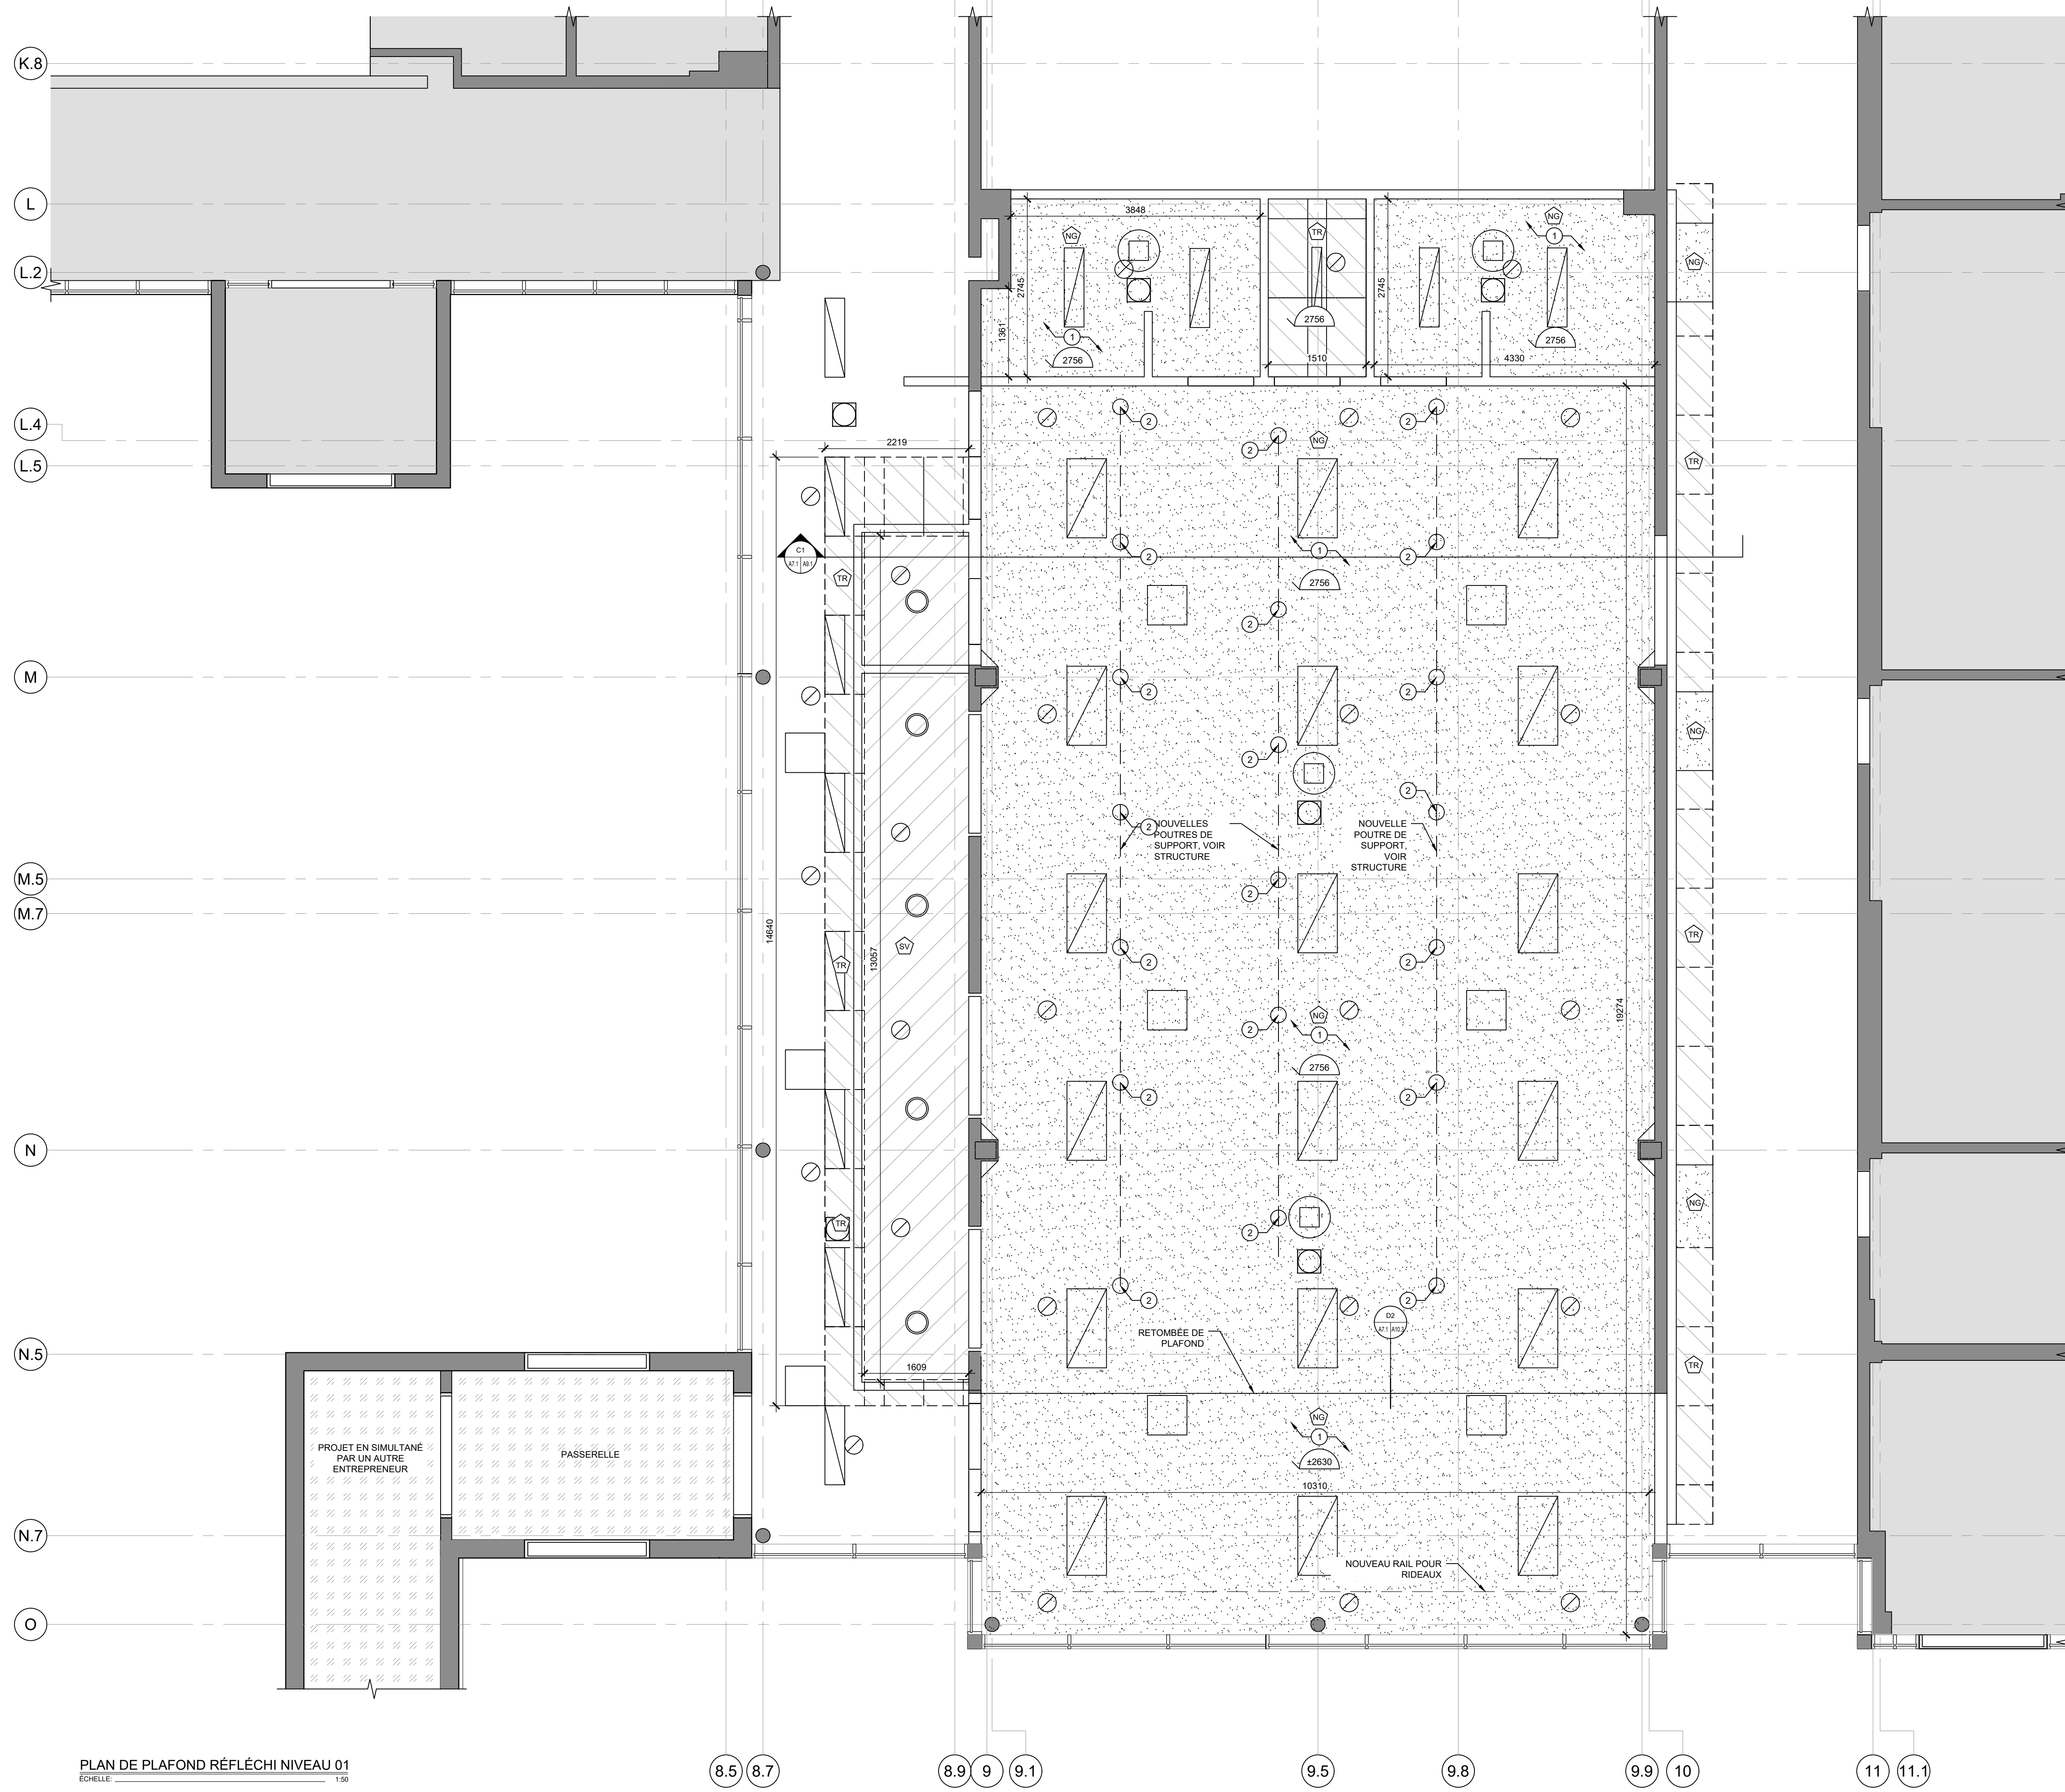 K.8
L
3848
NG
NG
1
TR
NG
L.2
2745
2745
1361
1
2756
2756
2756
1510
4330
L.4
2
2
2219
2
NG
L.5
TR
C1
A7.1 A9.1
2
1
2
TR
2756
2
M
2
2
NG
2
2
2
NOUVELLES
POUTRES DE
SUPPORT, VOIR
STRUCTURE
NOUVELLE
POUTRE DE
SUPPORT,
VOIR
STRUCTURE
M.5
2
M.7
14640
13057
SV
TR
TR
2
2
19274
NG
2
1
2756
2
2
N
NG
TR
2
2
2
D2
A7.1 A10.3
RETOMBÉE DE
PLAFOND
N.5
1609
TR
NG
1
±2630
PROJET EN SIMULTANÉ
PAR UN AUTRE
ENTREPRENEUR
PASSERELLE
10310
N.7
NOUVEAU RAIL POUR
RIDEAUX
O
PLAN DE PLAFOND RÉFLÉCHI NIVEAU 01
ÉCHELLE: 1:50
8.5
8.7
8.9
9
9.1
9.5
9.8
9.9
10
11
11.1